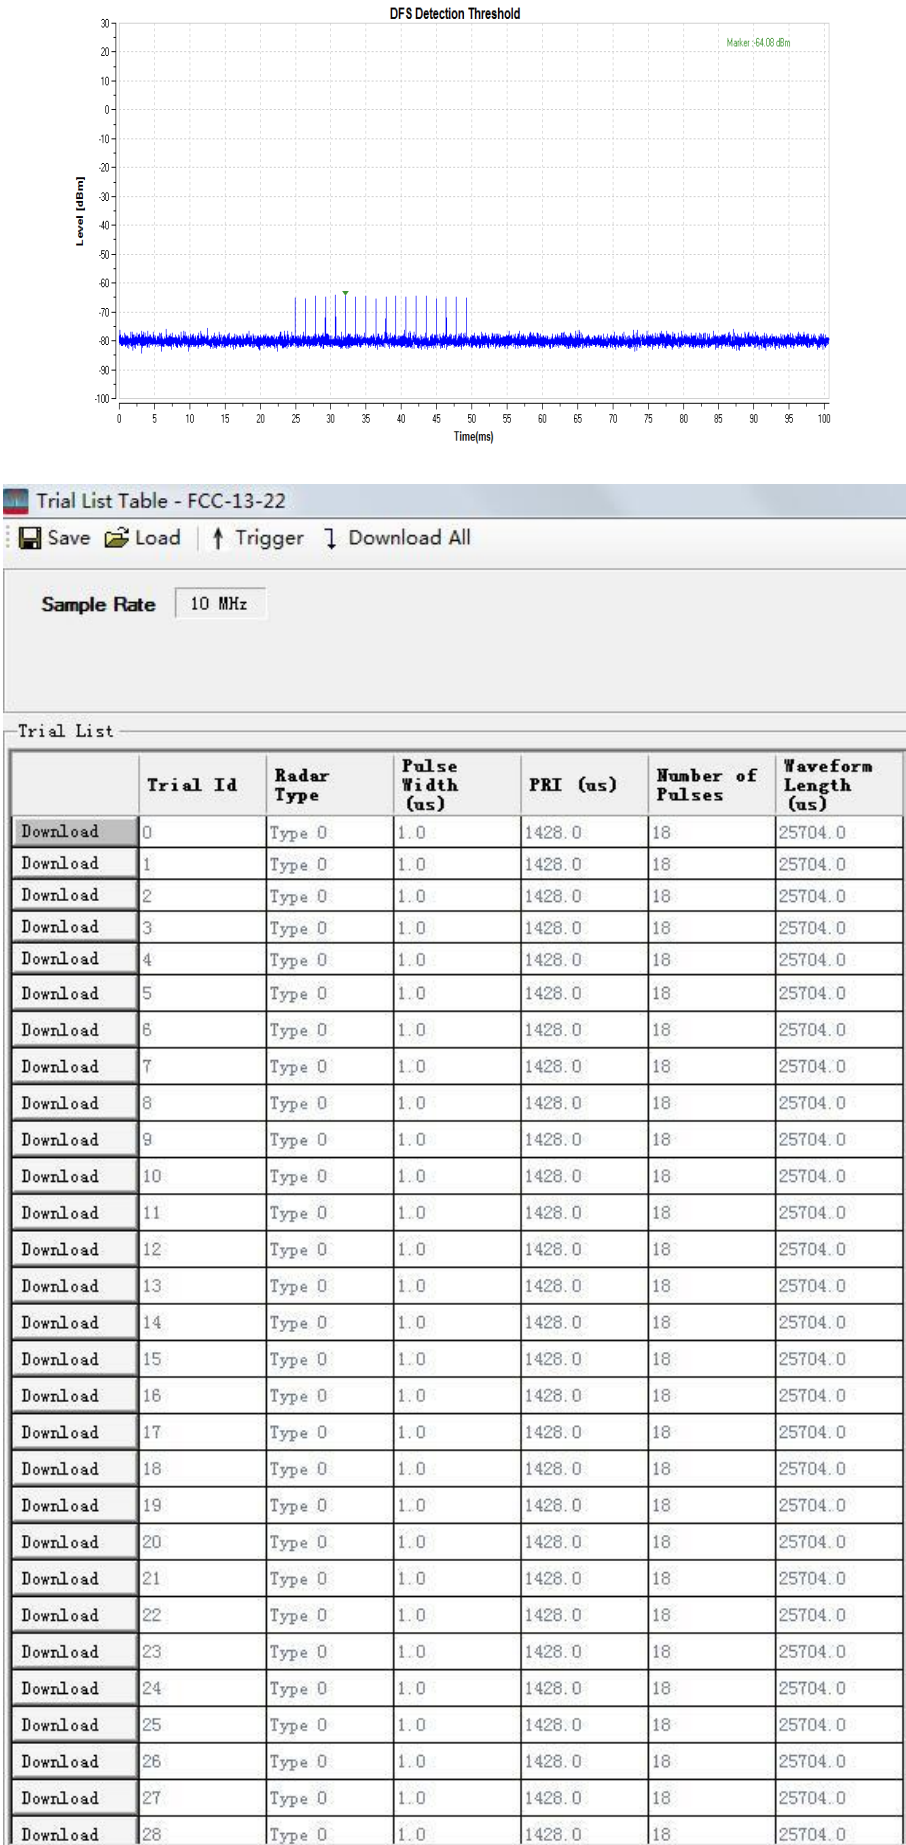 DFS Detection Threshold
Marker :-64.08 dBm
Level [dBm]
30
20
10
0
-10
-20
-30
-40
-50
-60
-70
-80
-90
-100
0 5 10 15 20 25 30 35 40 45 50 55 60 65 70 75 80 85 90 95 100
Time(ms)
Trial List Table - FCC-13-22
Save Load Trigger Download All
Sample Rate 10 MHz
Trial List
Trial Id Radar Type Pulse Width (us) PRI (us) Number of Pulses Waveform Length (us)
Download 0 Type 0 1.0 1428.0 18 25704.0
Download 1 Type 0 1.0 1428.0 18 25704.0
Download 2 Type 0 1.0 1428.0 18 25704.0
Download 3 Type 0 1.0 1428.0 18 25704.0
Download 4 Type 0 1.0 1428.0 18 25704.0
Download 5 Type 0 1.0 1428.0 18 25704.0
Download 6 Type 0 1.0 1428.0 18 25704.0
Download 7 Type 0 1.0 1428.0 18 25704.0
Download 8 Type 0 1.0 1428.0 18 25704.0
Download 9 Type 0 1.0 1428.0 18 25704.0
Download 10 Type 0 1.0 1428.0 18 25704.0
Download 11 Type 0 1.0 1428.0 18 25704.0
Download 12 Type 0 1.0 1428.0 18 25704.0
Download 13 Type 0 1.0 1428.0 18 25704.0
Download 14 Type 0 1.0 1428.0 18 25704.0
Download 15 Type 0 1.0 1428.0 18 25704.0
Download 16 Type 0 1.0 1428.0 18 25704.0
Download 17 Type 0 1.0 1428.0 18 25704.0
Download 18 Type 0 1.0 1428.0 18 25704.0
Download 19 Type 0 1.0 1428.0 18 25704.0
Download 20 Type 0 1.0 1428.0 18 25704.0
Download 21 Type 0 1.0 1428.0 18 25704.0
Download 22 Type 0 1.0 1428.0 18 25704.0
Download 23 Type 0 1.0 1428.0 18 25704.0
Download 24 Type 0 1.0 1428.0 18 25704.0
Download 25 Type 0 1.0 1428.0 18 25704.0
Download 26 Type 0 1.0 1428.0 18 25704.0
Download 27 Type 0 1.0 1428.0 18 25704.0
Download 28 Type 0 1.0 1428.0 18 25704.0